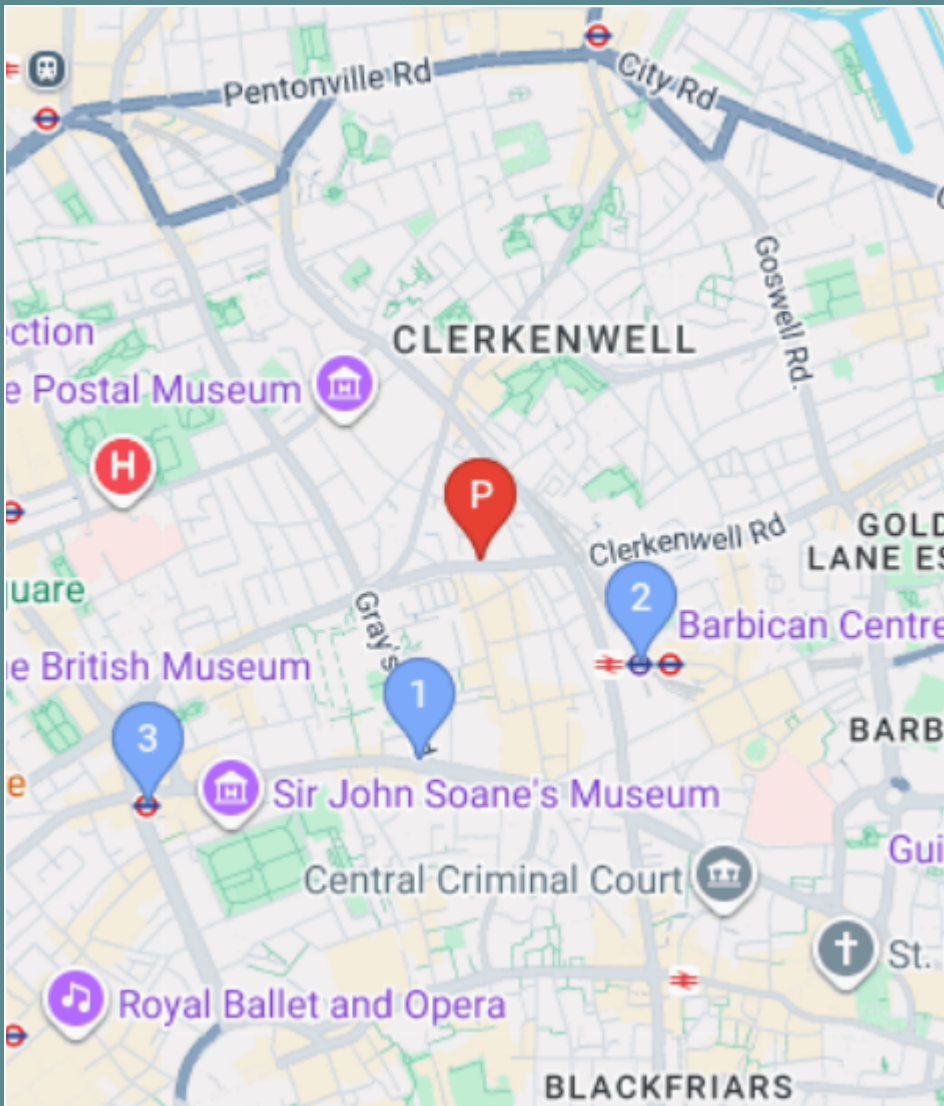 Pentonville Rd
City Rd
Goswell Rd.
ection
CLERKENWELL
e Postal Museum
H
P
Clerkenwell Rd
GOLD
LANE ES
uare
Gray's
2
Barbican Centre
e British Museum
1
3
BARB
e
Sir John Soane's Museum
Gui
Central Criminal Court
St.
Royal Ballet and Opera
BLACKFRIARS